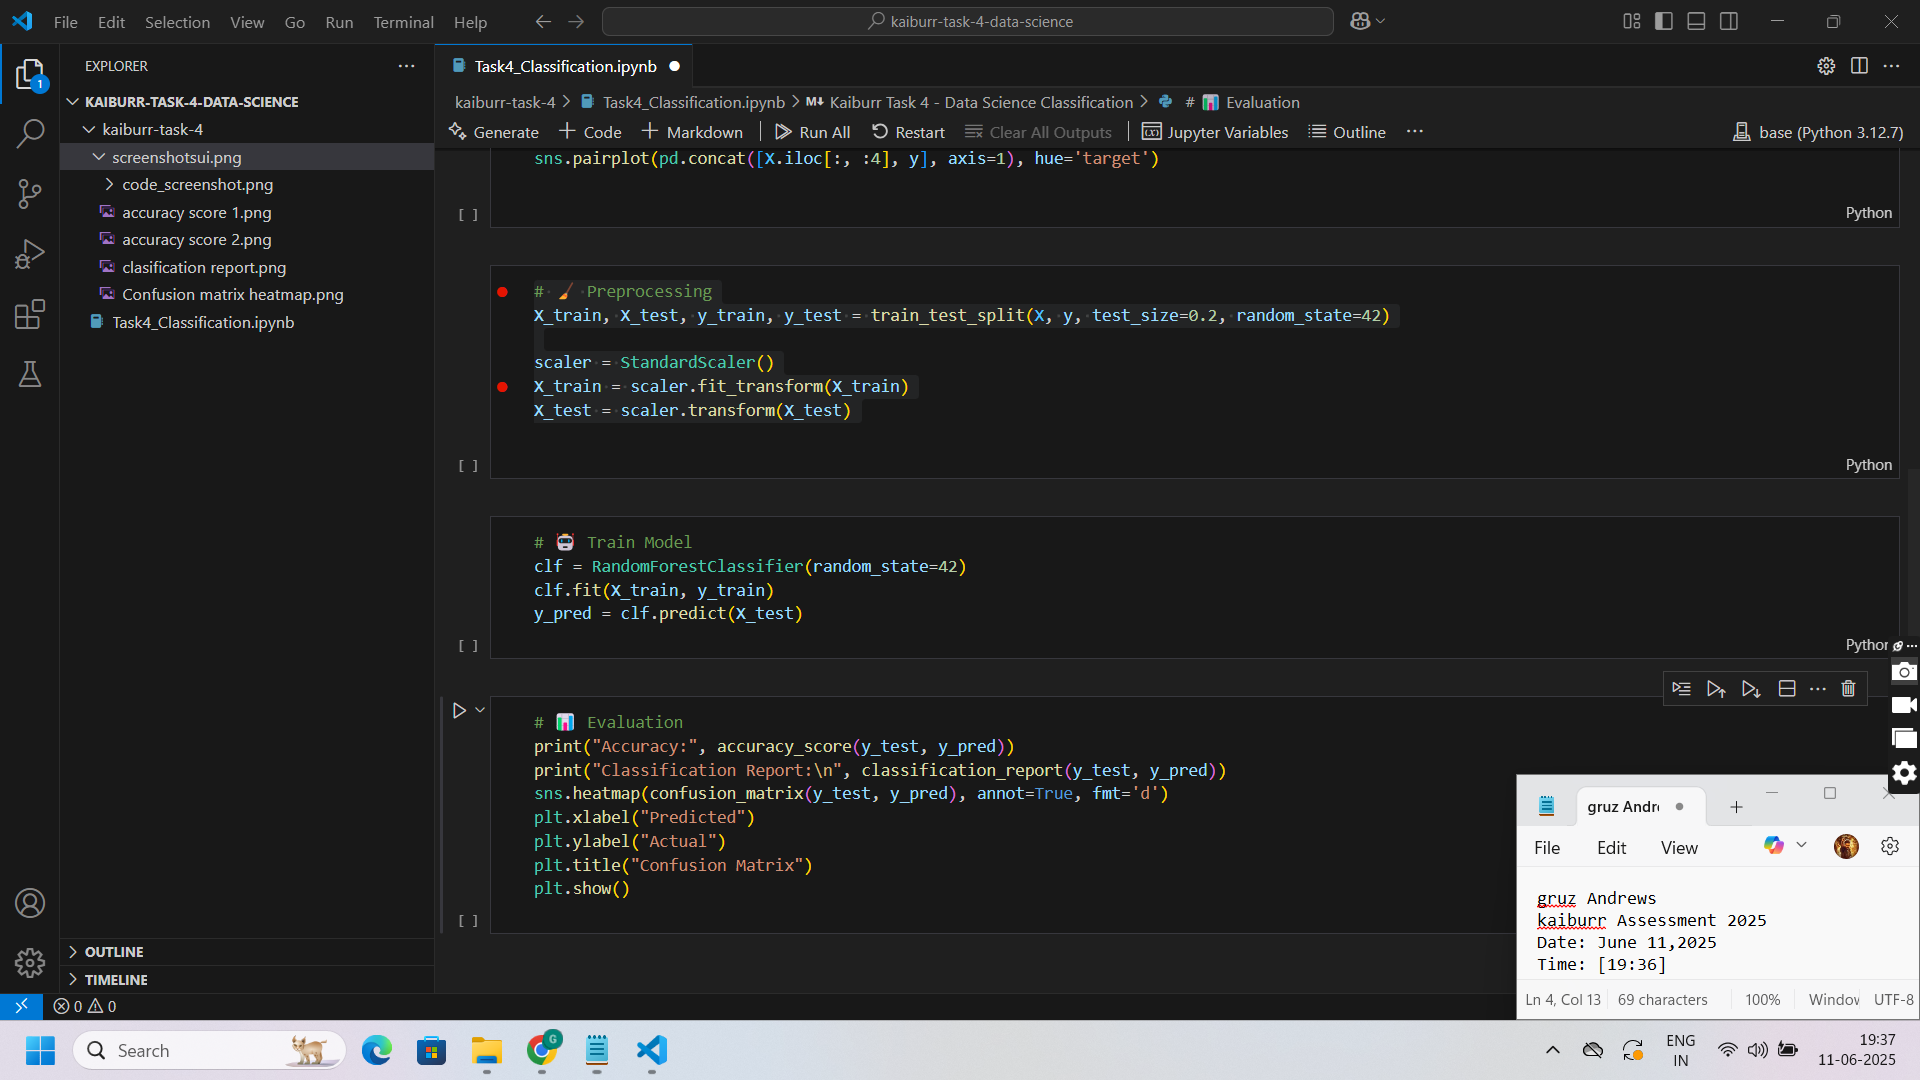 File Edit Selection View Go Run Terminal Help
kaiburr-task-4-data-science
EXPLORER
1
KAIBURR-TASK-4-DATA-SCIENCE
kaiburr-task-4
screenshotsui.png
code_screenshot.png
accuracy score 1.png
accuracy score 2.png
clasification report.png
Confusion matrix heatmap.png
Task4_Classification.ipynb
OUTLINE
TIMELINE
0 0
Task4_Classification.ipynb
kaiburr-task-4 > Task4_Classification.ipynb > M↓ Kaiburr Task 4 - Data Science Classification > # 📊 Evaluation
Generate + Code + Markdown Run All Restart Clear All Outputs Jupyter Variables Outline ... base (Python 3.12.7)
sns.pairplot(pd.concat([X.iloc[:, :4], y], axis=1), hue='target')
[ ]
Python
# 🖌️ Preprocessing
X_train, X_test, y_train, y_test = train_test_split(X, y, test_size=0.2, random_state=42)
scaler = StandardScaler()
X_train = scaler.fit_transform(X_train)
X_test = scaler.transform(X_test)
[ ]
Python
# 🤖 Train Model
clf = RandomForestClassifier(random_state=42)
clf.fit(X_train, y_train)
y_pred = clf.predict(X_test)
[ ]
Python
# 📊 Evaluation
print("Accuracy:", accuracy_score(y_test, y_pred))
print("Classification Report:\n", classification_report(y_test, y_pred))
sns.heatmap(confusion_matrix(y_test, y_pred), annot=True, fmt='d')
plt.xlabel("Predicted")
plt.ylabel("Actual")
plt.title("Confusion Matrix")
plt.show()
[ ]
gruz Andre
File Edit View
gruz Andrews
kaiburr Assessment 2025
Date: June 11,2025
Time: [19:36]
Ln 4, Col 13 69 characters 100% Window UTF-8
Search
G
ENG
IN
19:37
11-06-2025